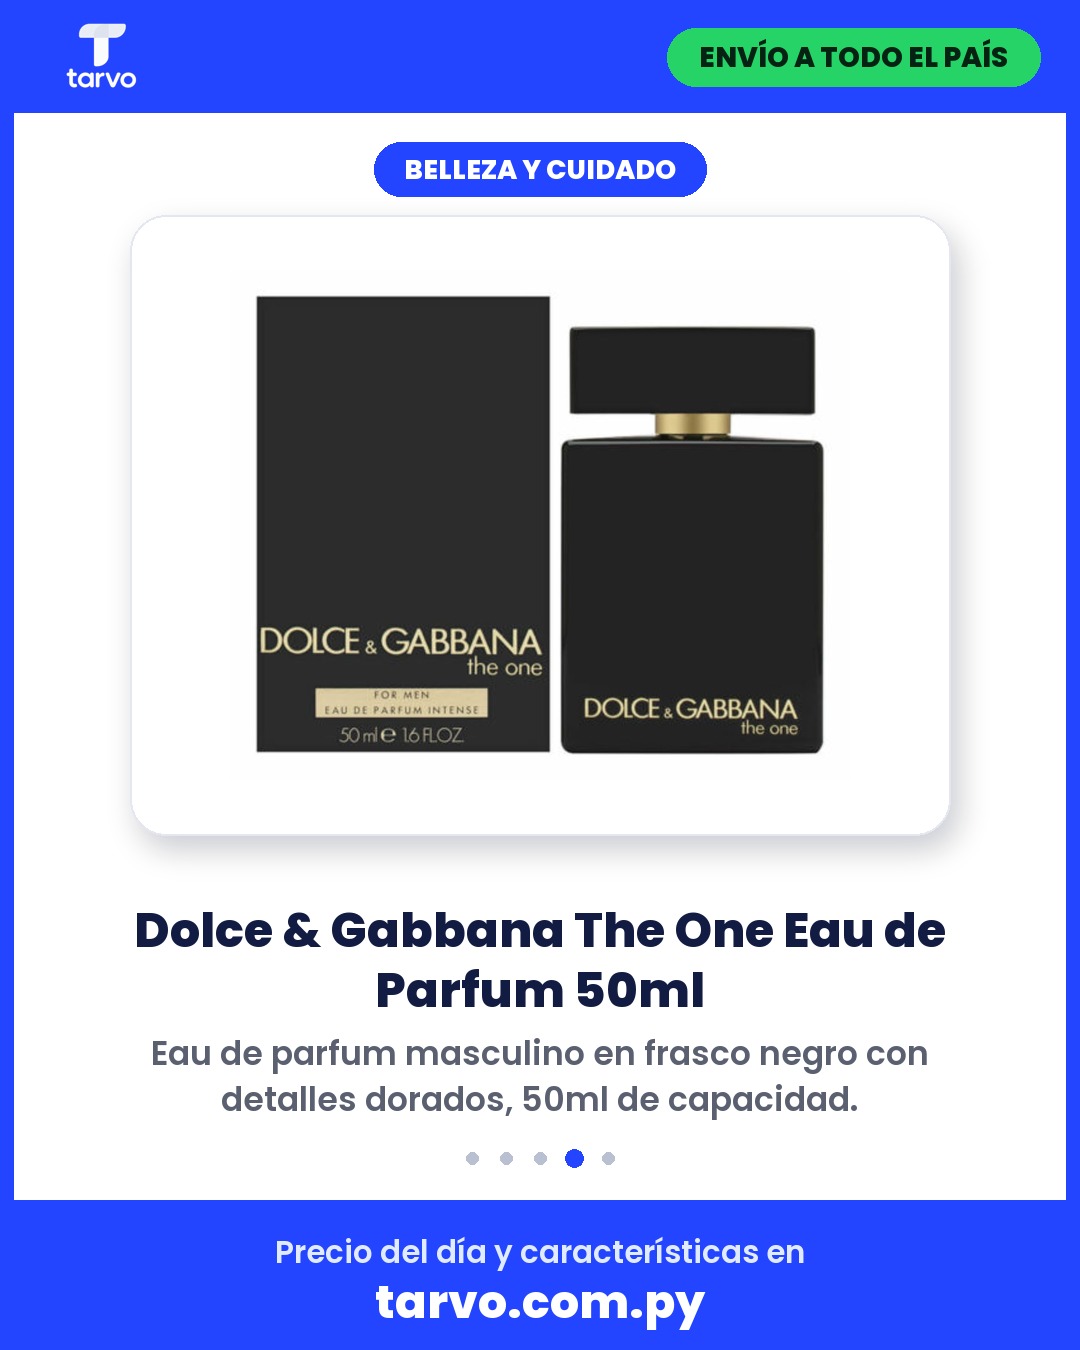 tarvo
ENVÍO A TODO EL PAÍS
BELLEZA Y CUIDADO
DOLCE & GABBANA
the one
FOR MEN
EAU DE PARFUM INTENSE
50 ml e 1.6 FL.OZ.
DOLCE & GABBANA
the one
Dolce & Gabbana The One Eau de
Parfum 50ml
Eau de parfum masculino en frasco negro con
detalles dorados, 50ml de capacidad.
Precio del día y características en
tarvo.com.py